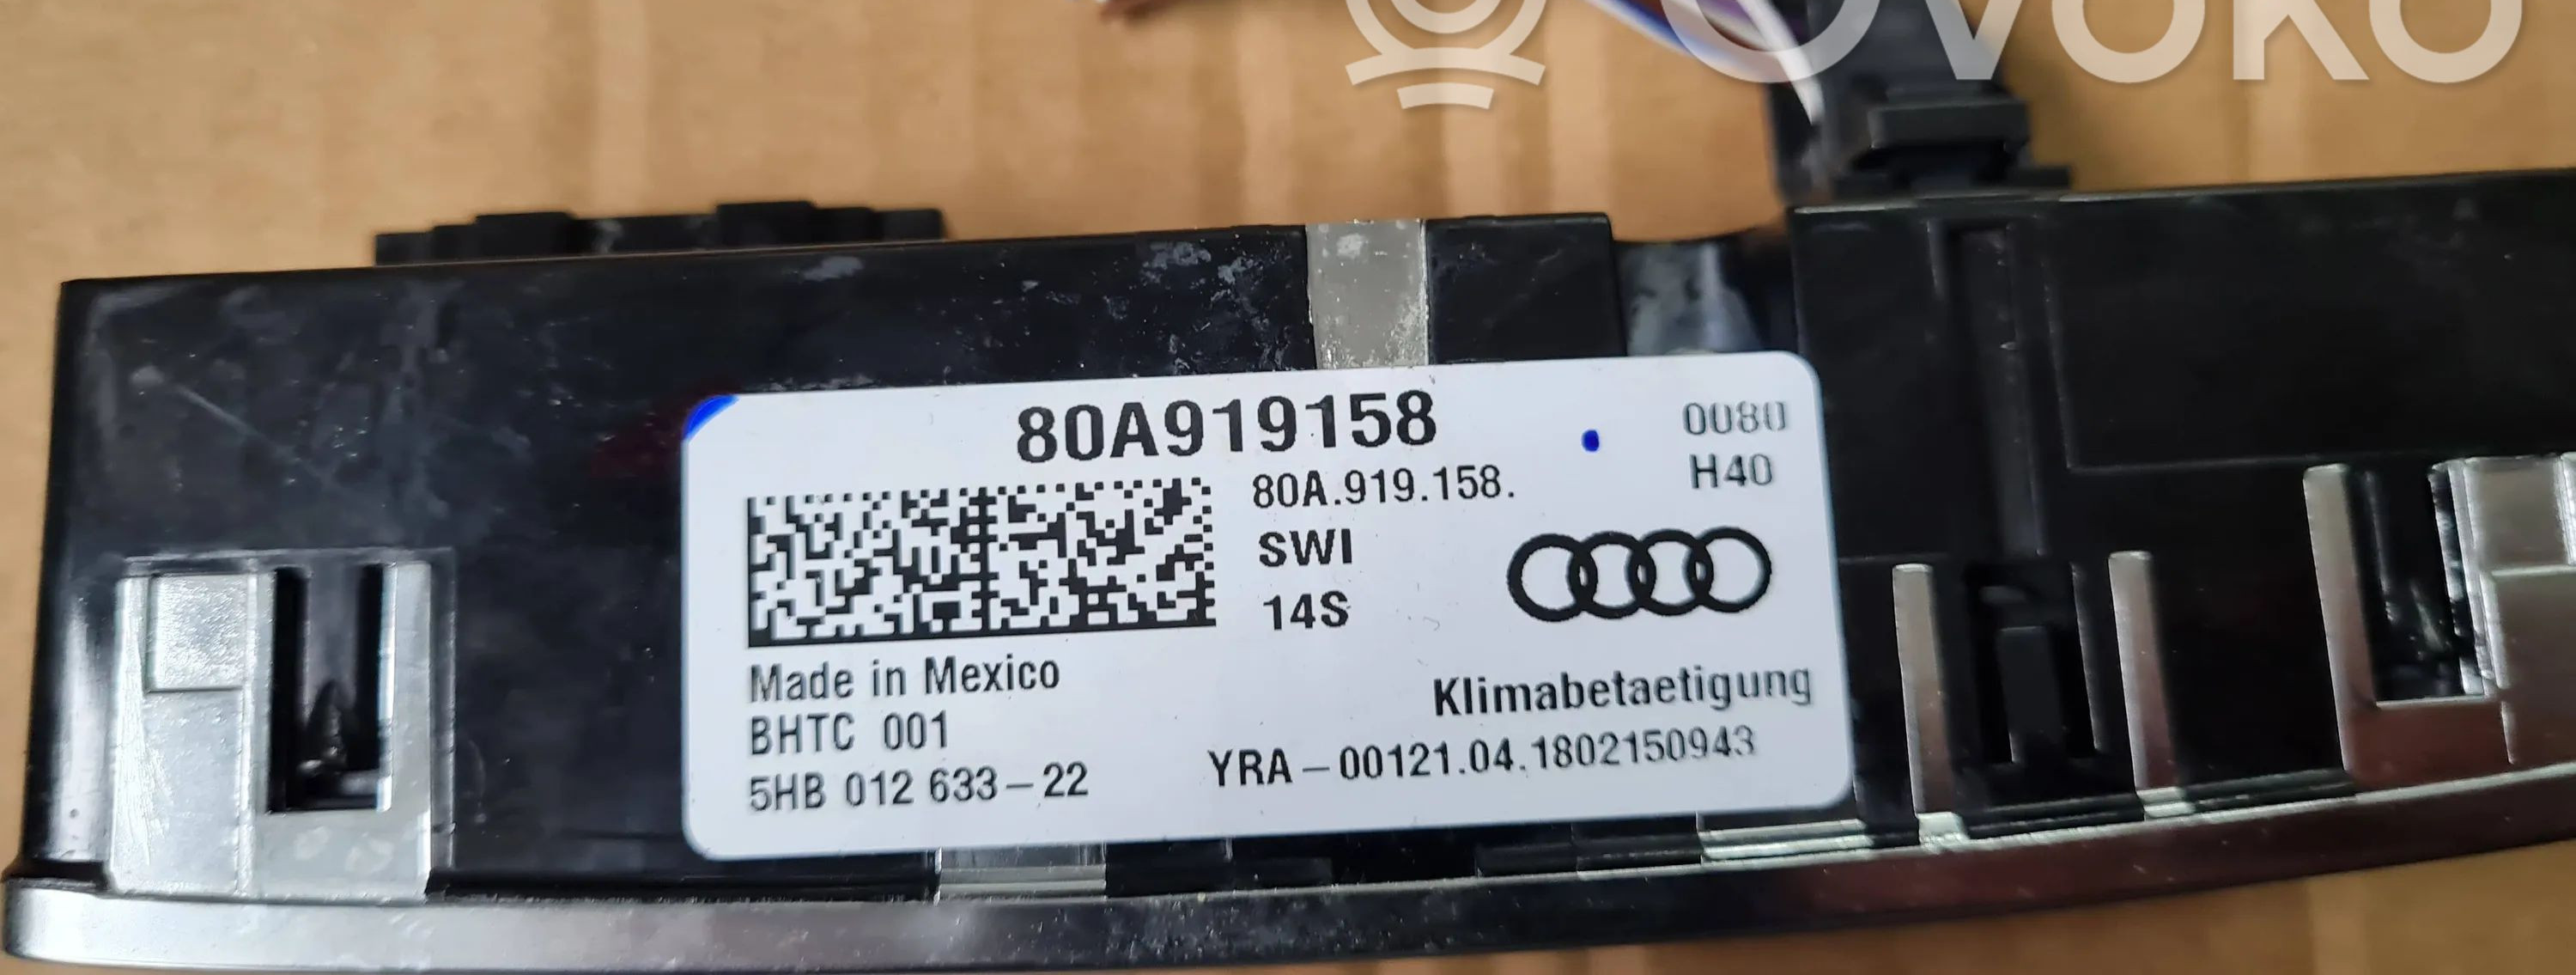 OVOKO
80A919158
0080
H40
80A.919.158.
SWI
14S
Made in Mexico
BHTC 001
5HB 012 633-22
Klimabetaetigung
YRA-00121.04.1802150943